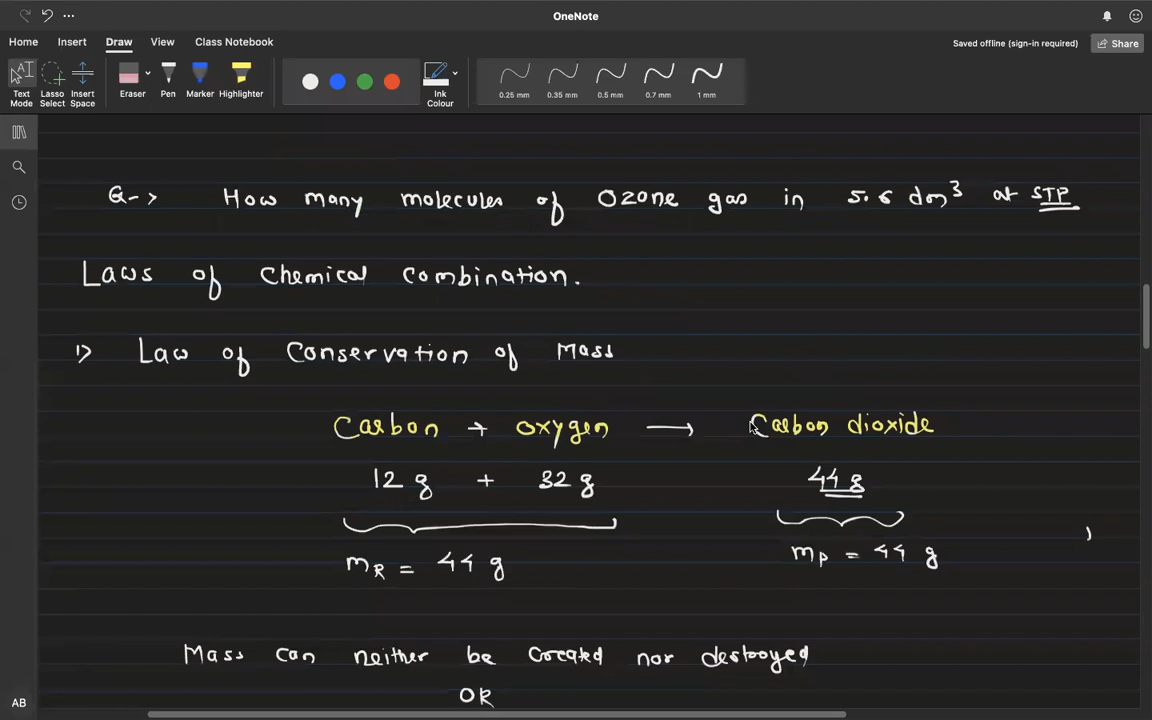 OneNote
Home Insert Draw View Class Notebook
Saved offline (sign-in required) Share
Text Mode Lasso Select Insert Space Eraser Pen Marker Highlighter Ink Colour 0.25 mm 0.35 mm 0.5 mm 0.7 mm 1 mm
Q-> How many molecules of Ozone gas in 5.6 dm³ at STP
Laws of Chemical Combination.
1> Law of Conservation of Mass
Carbon + Oxygen → Carbon dioxide
12 g + 32 g 44 g
mR = 44 g mP = 44 g
Mass can neither be Created nor destroyed
OR
AB